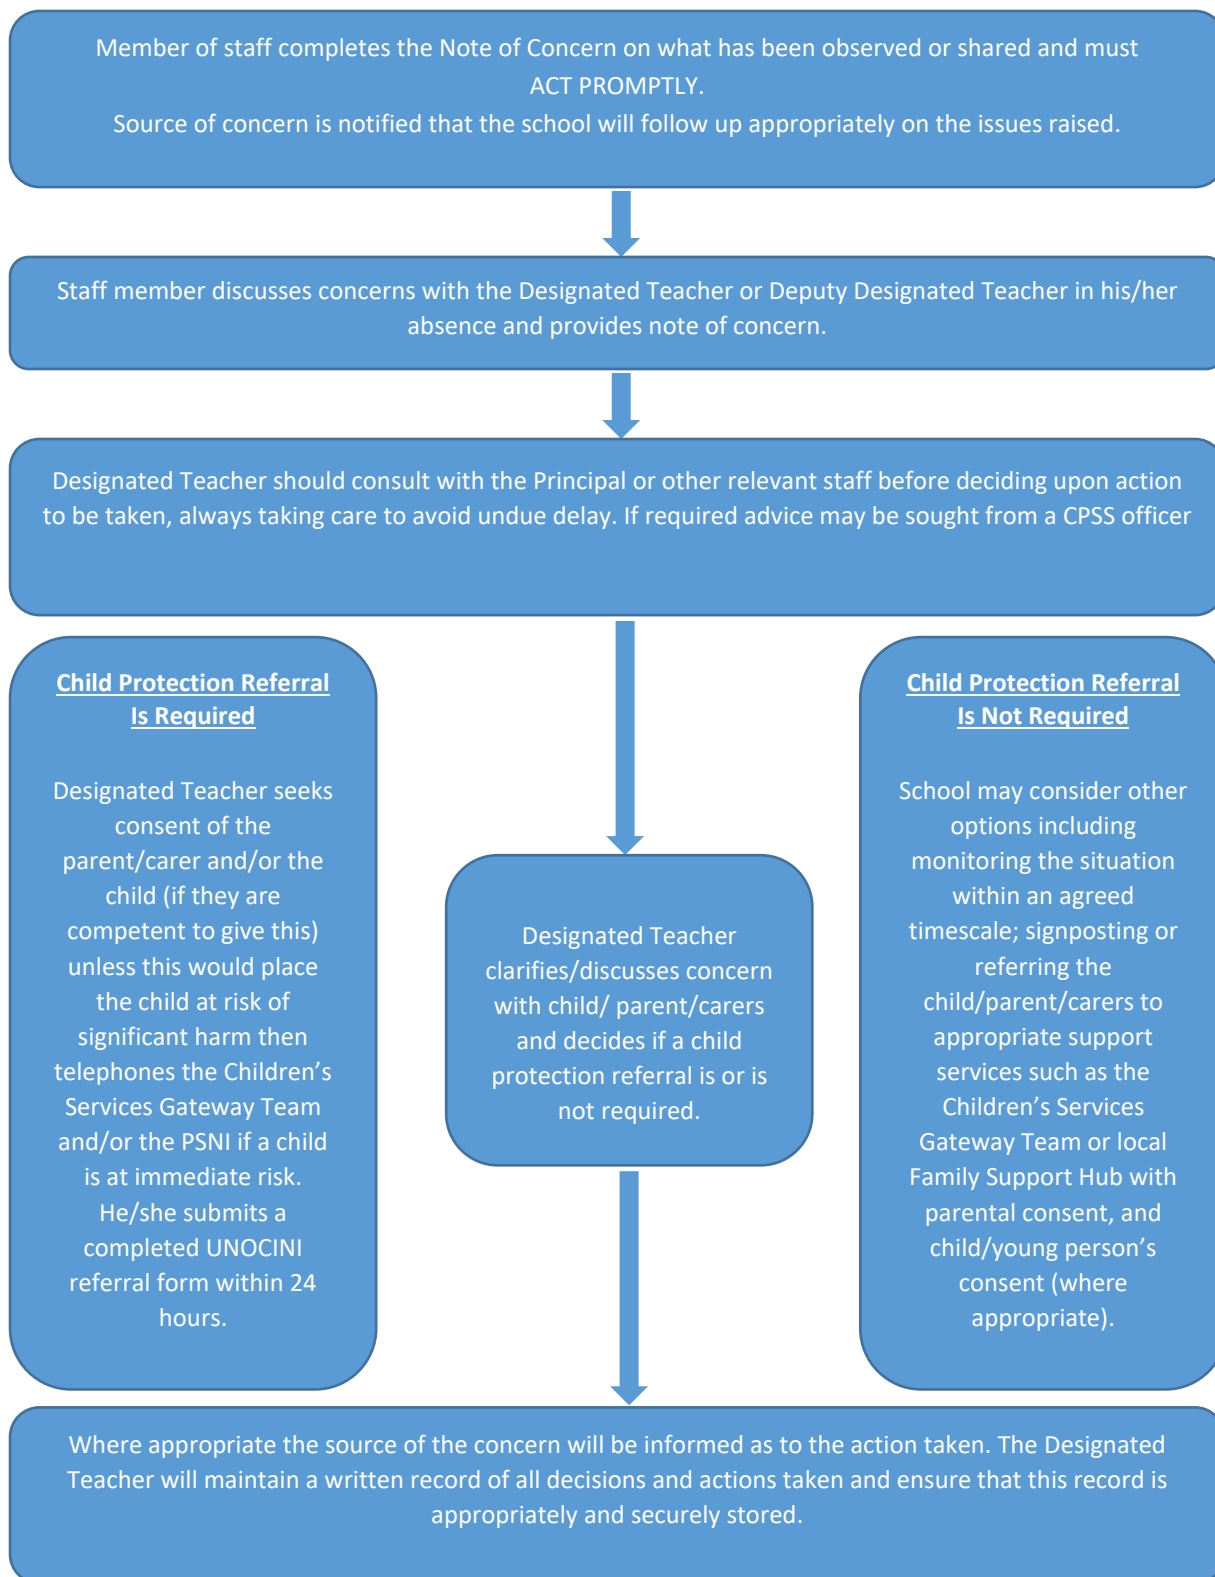 Member of staff completes the Note of Concern on what has been observed or shared and must
ACT PROMPTLY.
Source of concern is notified that the school will follow up appropriately on the issues raised.
Staff member discusses concerns with the Designated Teacher or Deputy Designated Teacher in his/her
absence and provides note of concern.
Designated Teacher should consult with the Principal or other relevant staff before deciding upon action
to be taken, always taking care to avoid undue delay. If required advice may be sought from a CPSS officer
Child Protection Referral
Is Required
Designated Teacher seeks
consent of the
parent/carer and/or the
child (if they are
competent to give this)
unless this would place
the child at risk of
significant harm then
telephones the Children’s
Services Gateway Team
and/or the PSNI if a child
is at immediate risk.
He/she submits a
completed UNOCINI
referral form within 24
hours.
Designated Teacher
clarifies/discusses concern
with child/ parent/carers
and decides if a child
protection referral is or is
not required.
Child Protection Referral
Is Not Required
School may consider other
options including
monitoring the situation
within an agreed
timescale; signposting or
referring the
child/parent/carers to
appropriate support
services such as the
Children’s Services
Gateway Team or local
Family Support Hub with
parental consent, and
child/young person’s
consent (where
appropriate).
Where appropriate the source of the concern will be informed as to the action taken. The Designated
Teacher will maintain a written record of all decisions and actions taken and ensure that this record is
appropriately and securely stored.